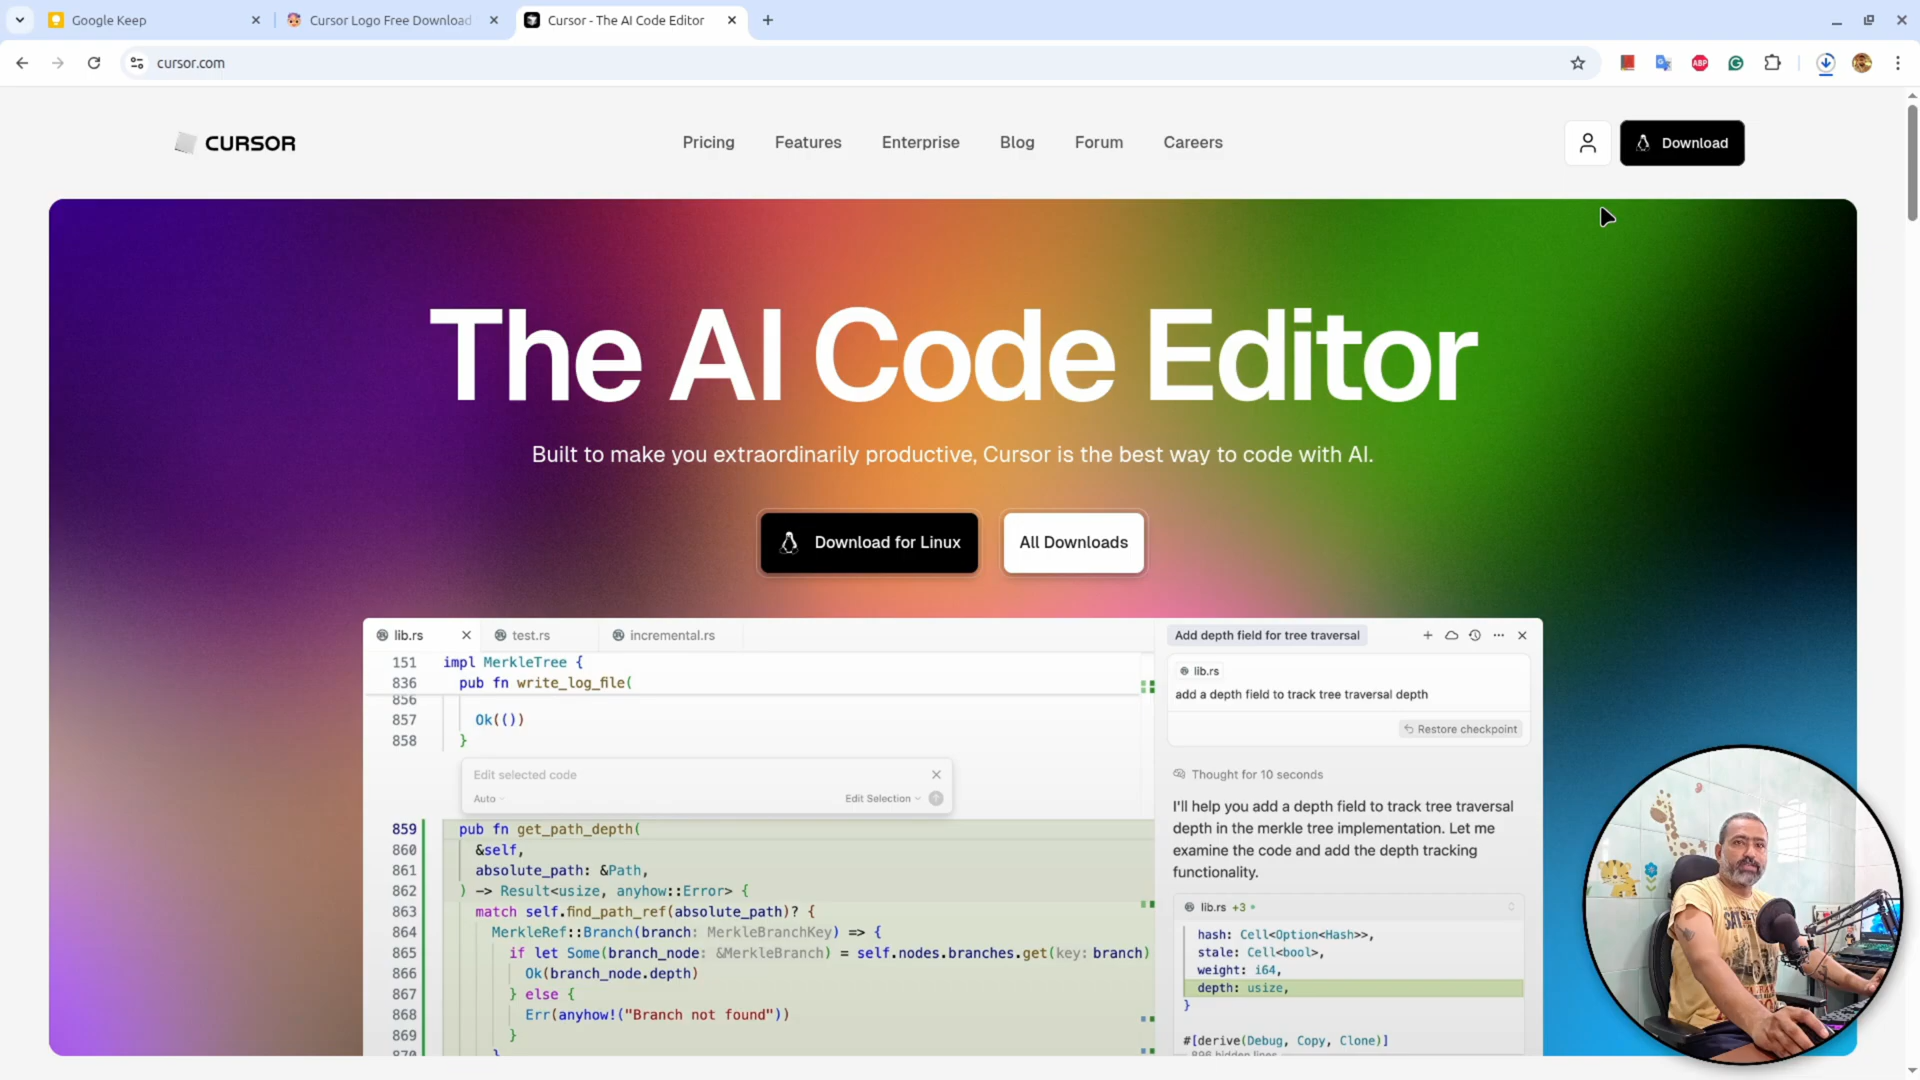 Google Keep
Cursor Logo Free Download
Cursor - The AI Code Editor
cursor.com
ABP
CURSOR
Pricing
Features
Enterprise
Blog
Forum
Careers
Download
The AI Code Editor
Built to make you extraordinarily productive, Cursor is the best way to code with AI.
Download for Linux
All Downloads
lib.rs
test.rs
incremental.rs
151 impl MerkleTree {
836 pub fn write_log_file(
856
857 Ok(())
858 }
Edit selected code
Auto
Edit Selection
859 pub fn get_path_depth(
860 &self,
861 absolute_path: &Path,
862 ) -> Result<usize, anyhow::Error> {
863 match self.find_path_ref(absolute_path)? {
864 MerkleRef::Branch(branch: MerkleBranchKey) => {
865 if let Some(branch_node: &MerkleBranch) = self.nodes.branches.get(key: branch)
866 Ok(branch_node.depth)
867 } else {
868 Err(anyhow!("Branch not found"))
869 }
870 }
Add depth field for tree traversal
lib.rs
add a depth field to track tree traversal depth
Restore checkpoint
Thought for 10 seconds
I'll help you add a depth field to track tree traversal
depth in the merkle tree implementation. Let me
examine the code and add the depth tracking
functionality.
lib.rs +3
hash: Cell<Option<Hash>>,
stale: Cell<bool>,
weight: i64,
depth: usize,
}
#[derive(Debug, Copy, Clone)]
896 hidden lines